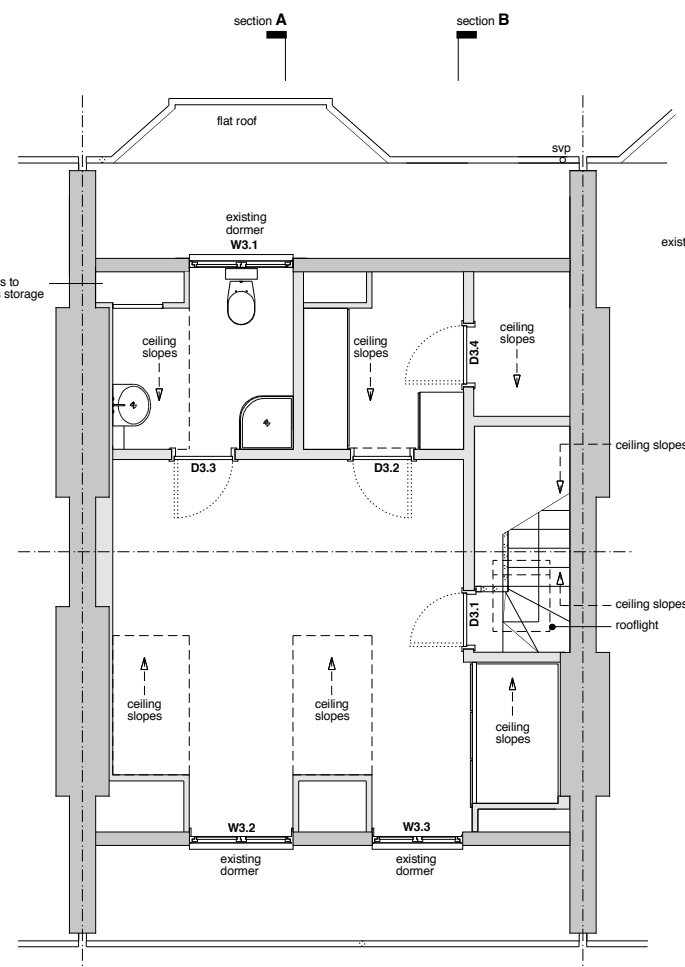 section A
section B
flat roof
svp
existing
dormer
W3.1
exist
s to
s storage
ceiling
slopes
ceiling
slopes
ceiling
slopes
D3.4
D3.3
D3.2
ceiling slopes
D3.1
ceiling slopes
rooflight
ceiling
slopes
ceiling
slopes
ceiling
slopes
W3.2
W3.3
existing
dormer
existing
dormer